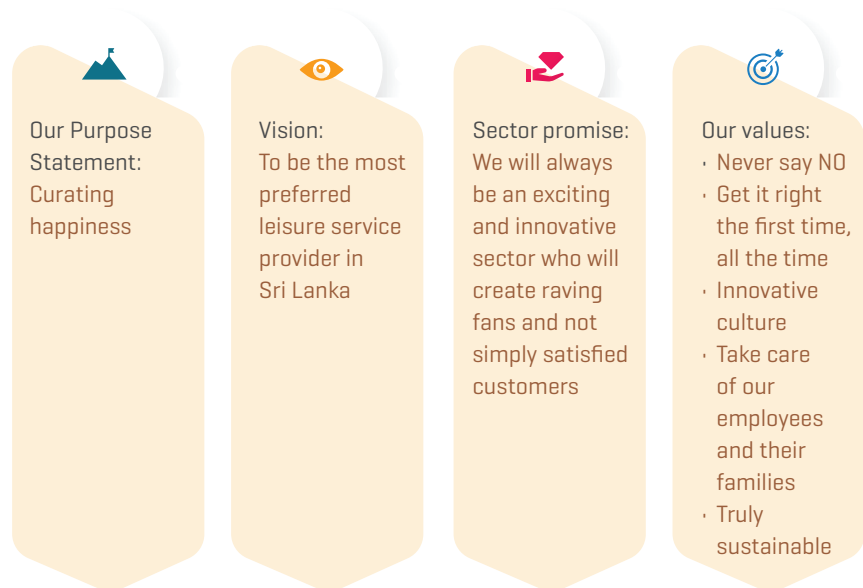 Our Purpose
Statement:
Curating
happiness
Vision:
To be the most
preferred
leisure service
provider in
Sri Lanka
Sector promise:
We will always
be an exciting
and innovative
sector who will
create raving
fans and not
simply satisfied
customers
Our values:
· Never say NO
· Get it right
the first time,
all the time
· Innovative
culture
· Take care
of our
employees
and their
families
· Truly
sustainable